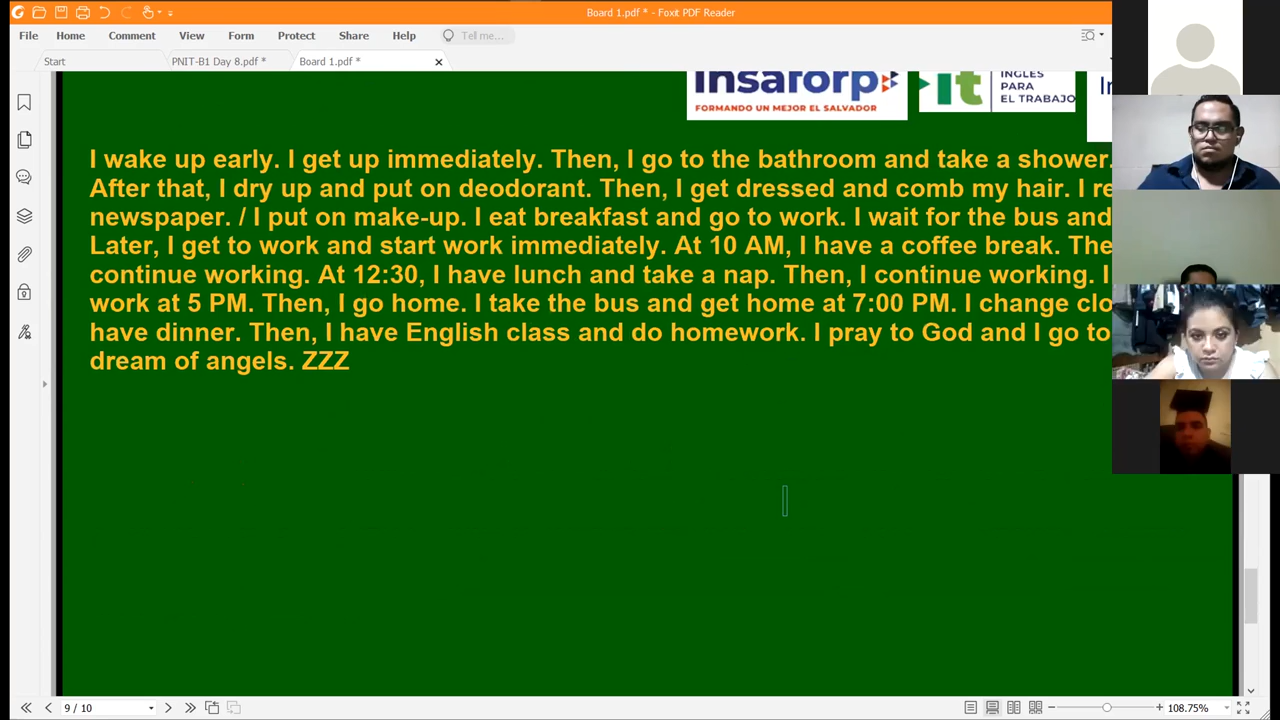 Board 1.pdf * - Foxit PDF Reader
File Home Comment View Form Protect Share Help Tell me...
Start PNIT-B1 Day 8.pdf * Board 1.pdf *
insaforp
FORMANDO UN MEJOR EL SALVADOR
it
INGLÉS
PARA
EL TRABAJO
I wake up early. I get up immediately. Then, I go to the bathroom and take a shower.
After that, I dry up and put on deodorant. Then, I get dressed and comb my hair. I re
newspaper. / I put on make-up. I eat breakfast and go to work. I wait for the bus and
Later, I get to work and start work immediately. At 10 AM, I have a coffee break. The
continue working. At 12:30, I have lunch and take a nap. Then, I continue working. I
work at 5 PM. Then, I go home. I take the bus and get home at 7:00 PM. I change clo
have dinner. Then, I have English class and do homework. I pray to God and I go to
dream of angels. ZZZ
9 / 10
108.75%